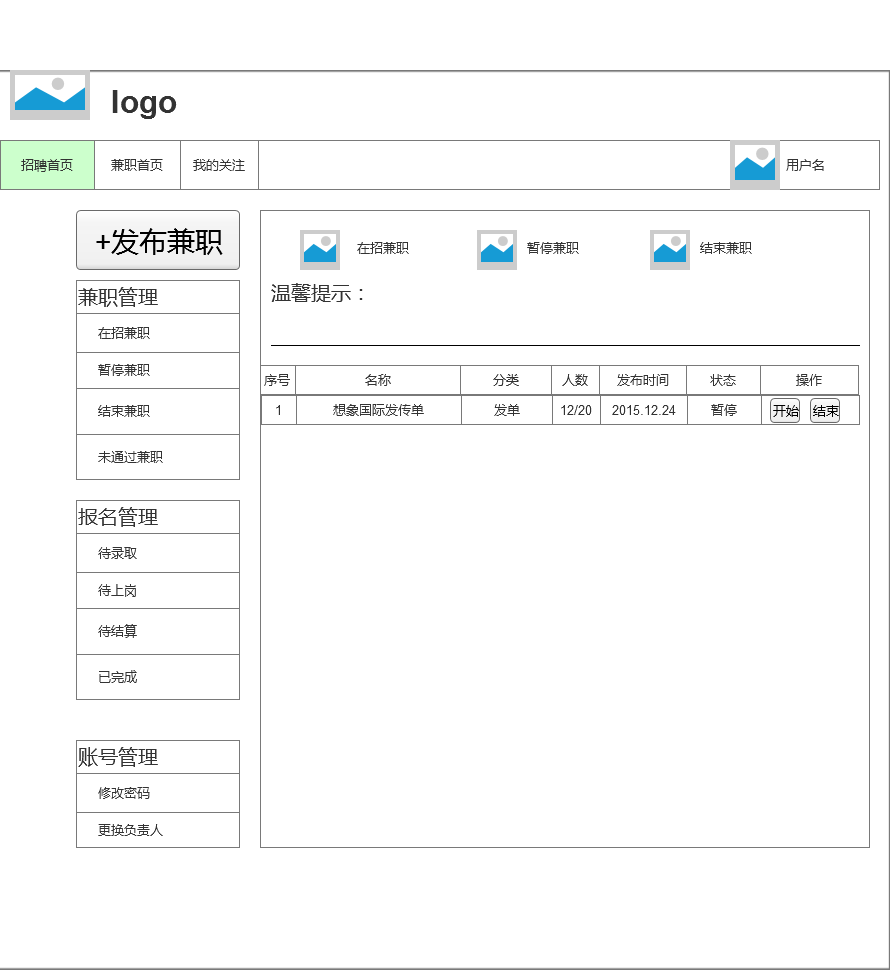 logo
招聘首页 兼职首页 我的关注 用户名
+发布兼职
兼职管理
在招兼职
暂停兼职
结束兼职
未通过兼职
报名管理
待录取
待上岗
待结算
已完成
账号管理
修改密码
更换负责人
在招兼职 暂停兼职 结束兼职
温馨提示：
序号 名称 分类 人数 发布时间 状态 操作
1 想象国际发传单 发单 12/20 2015.12.24 暂停 开始 结束